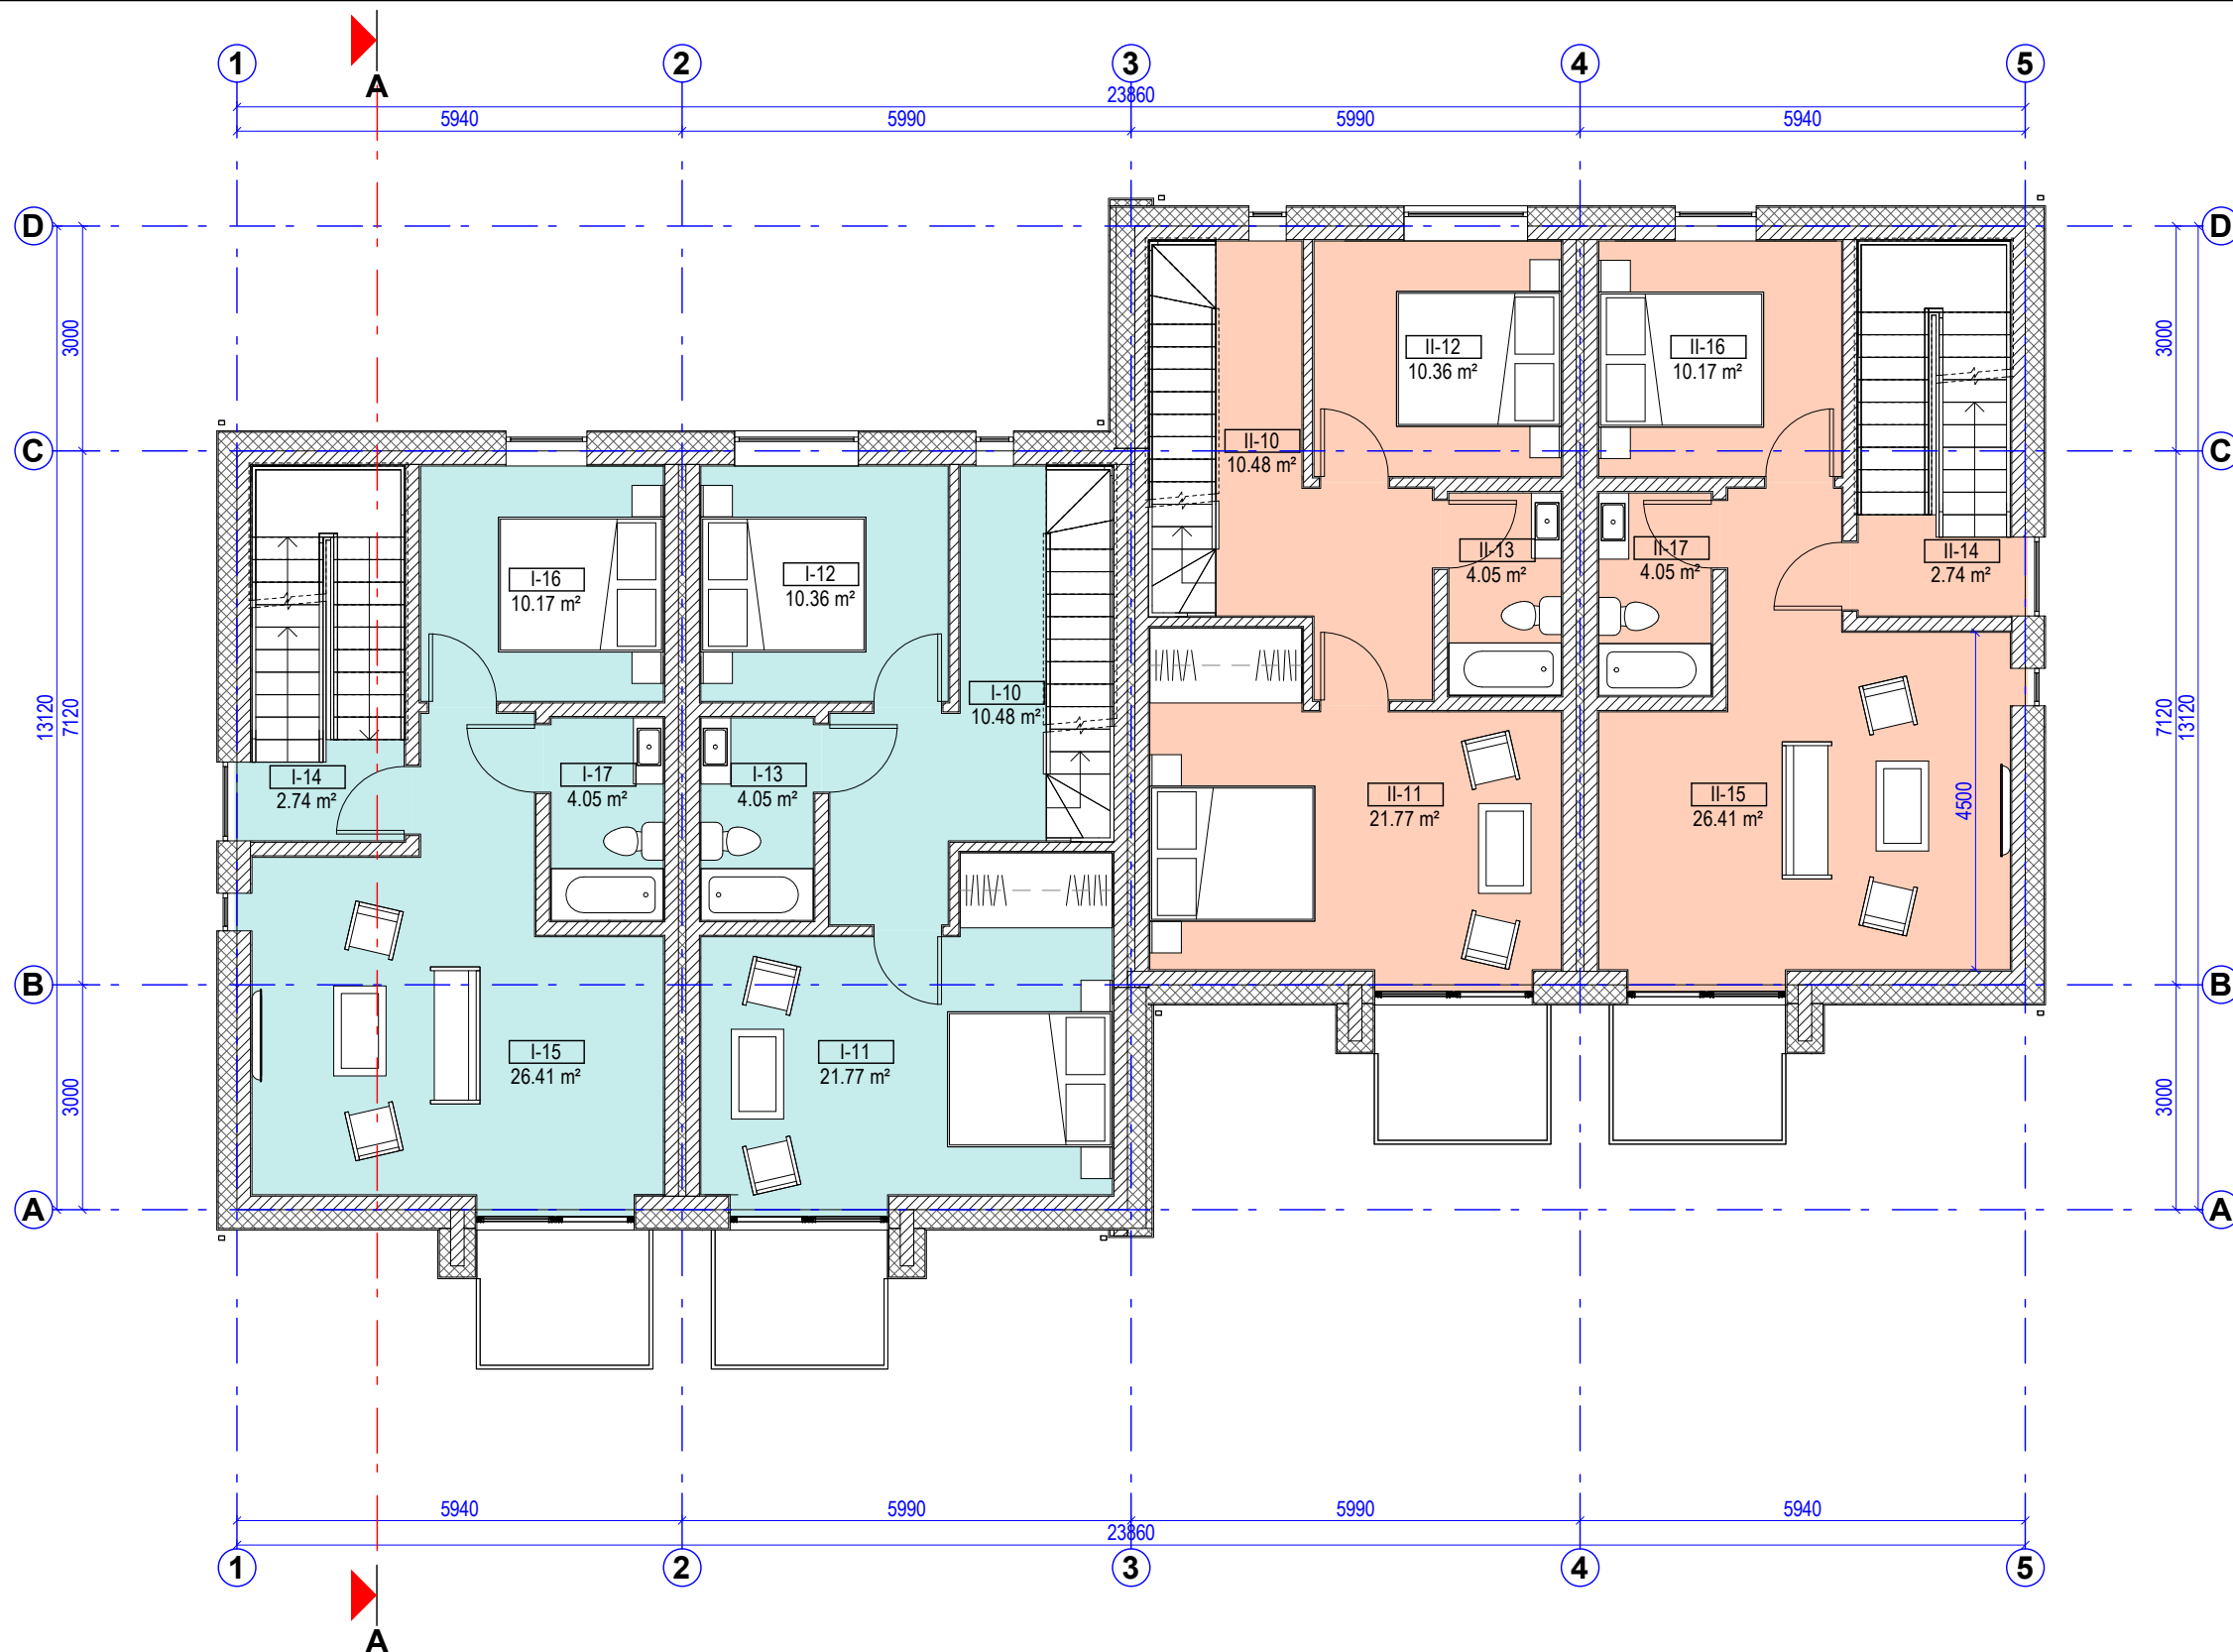 1
2
3
4
5
A
23860
5940
5990
5990
5940
D
D
3000
3000
II-12
10.36 m²
II-16
10.17 m²
C
C
II-10
10.48 m²
I-16
10.17 m²
I-12
10.36 m²
II-13
4.05 m²
II-17
4.05 m²
II-14
2.74 m²
I-10
10.48 m²
13120
7120
7120
13120
I-14
2.74 m²
I-17
4.05 m²
I-13
4.05 m²
II-11
21.77 m²
II-15
26.41 m²
4500
B
B
I-15
26.41 m²
I-11
21.77 m²
3000
3000
A
A
5940
5990
5990
5940
23860
1
2
3
4
5
A